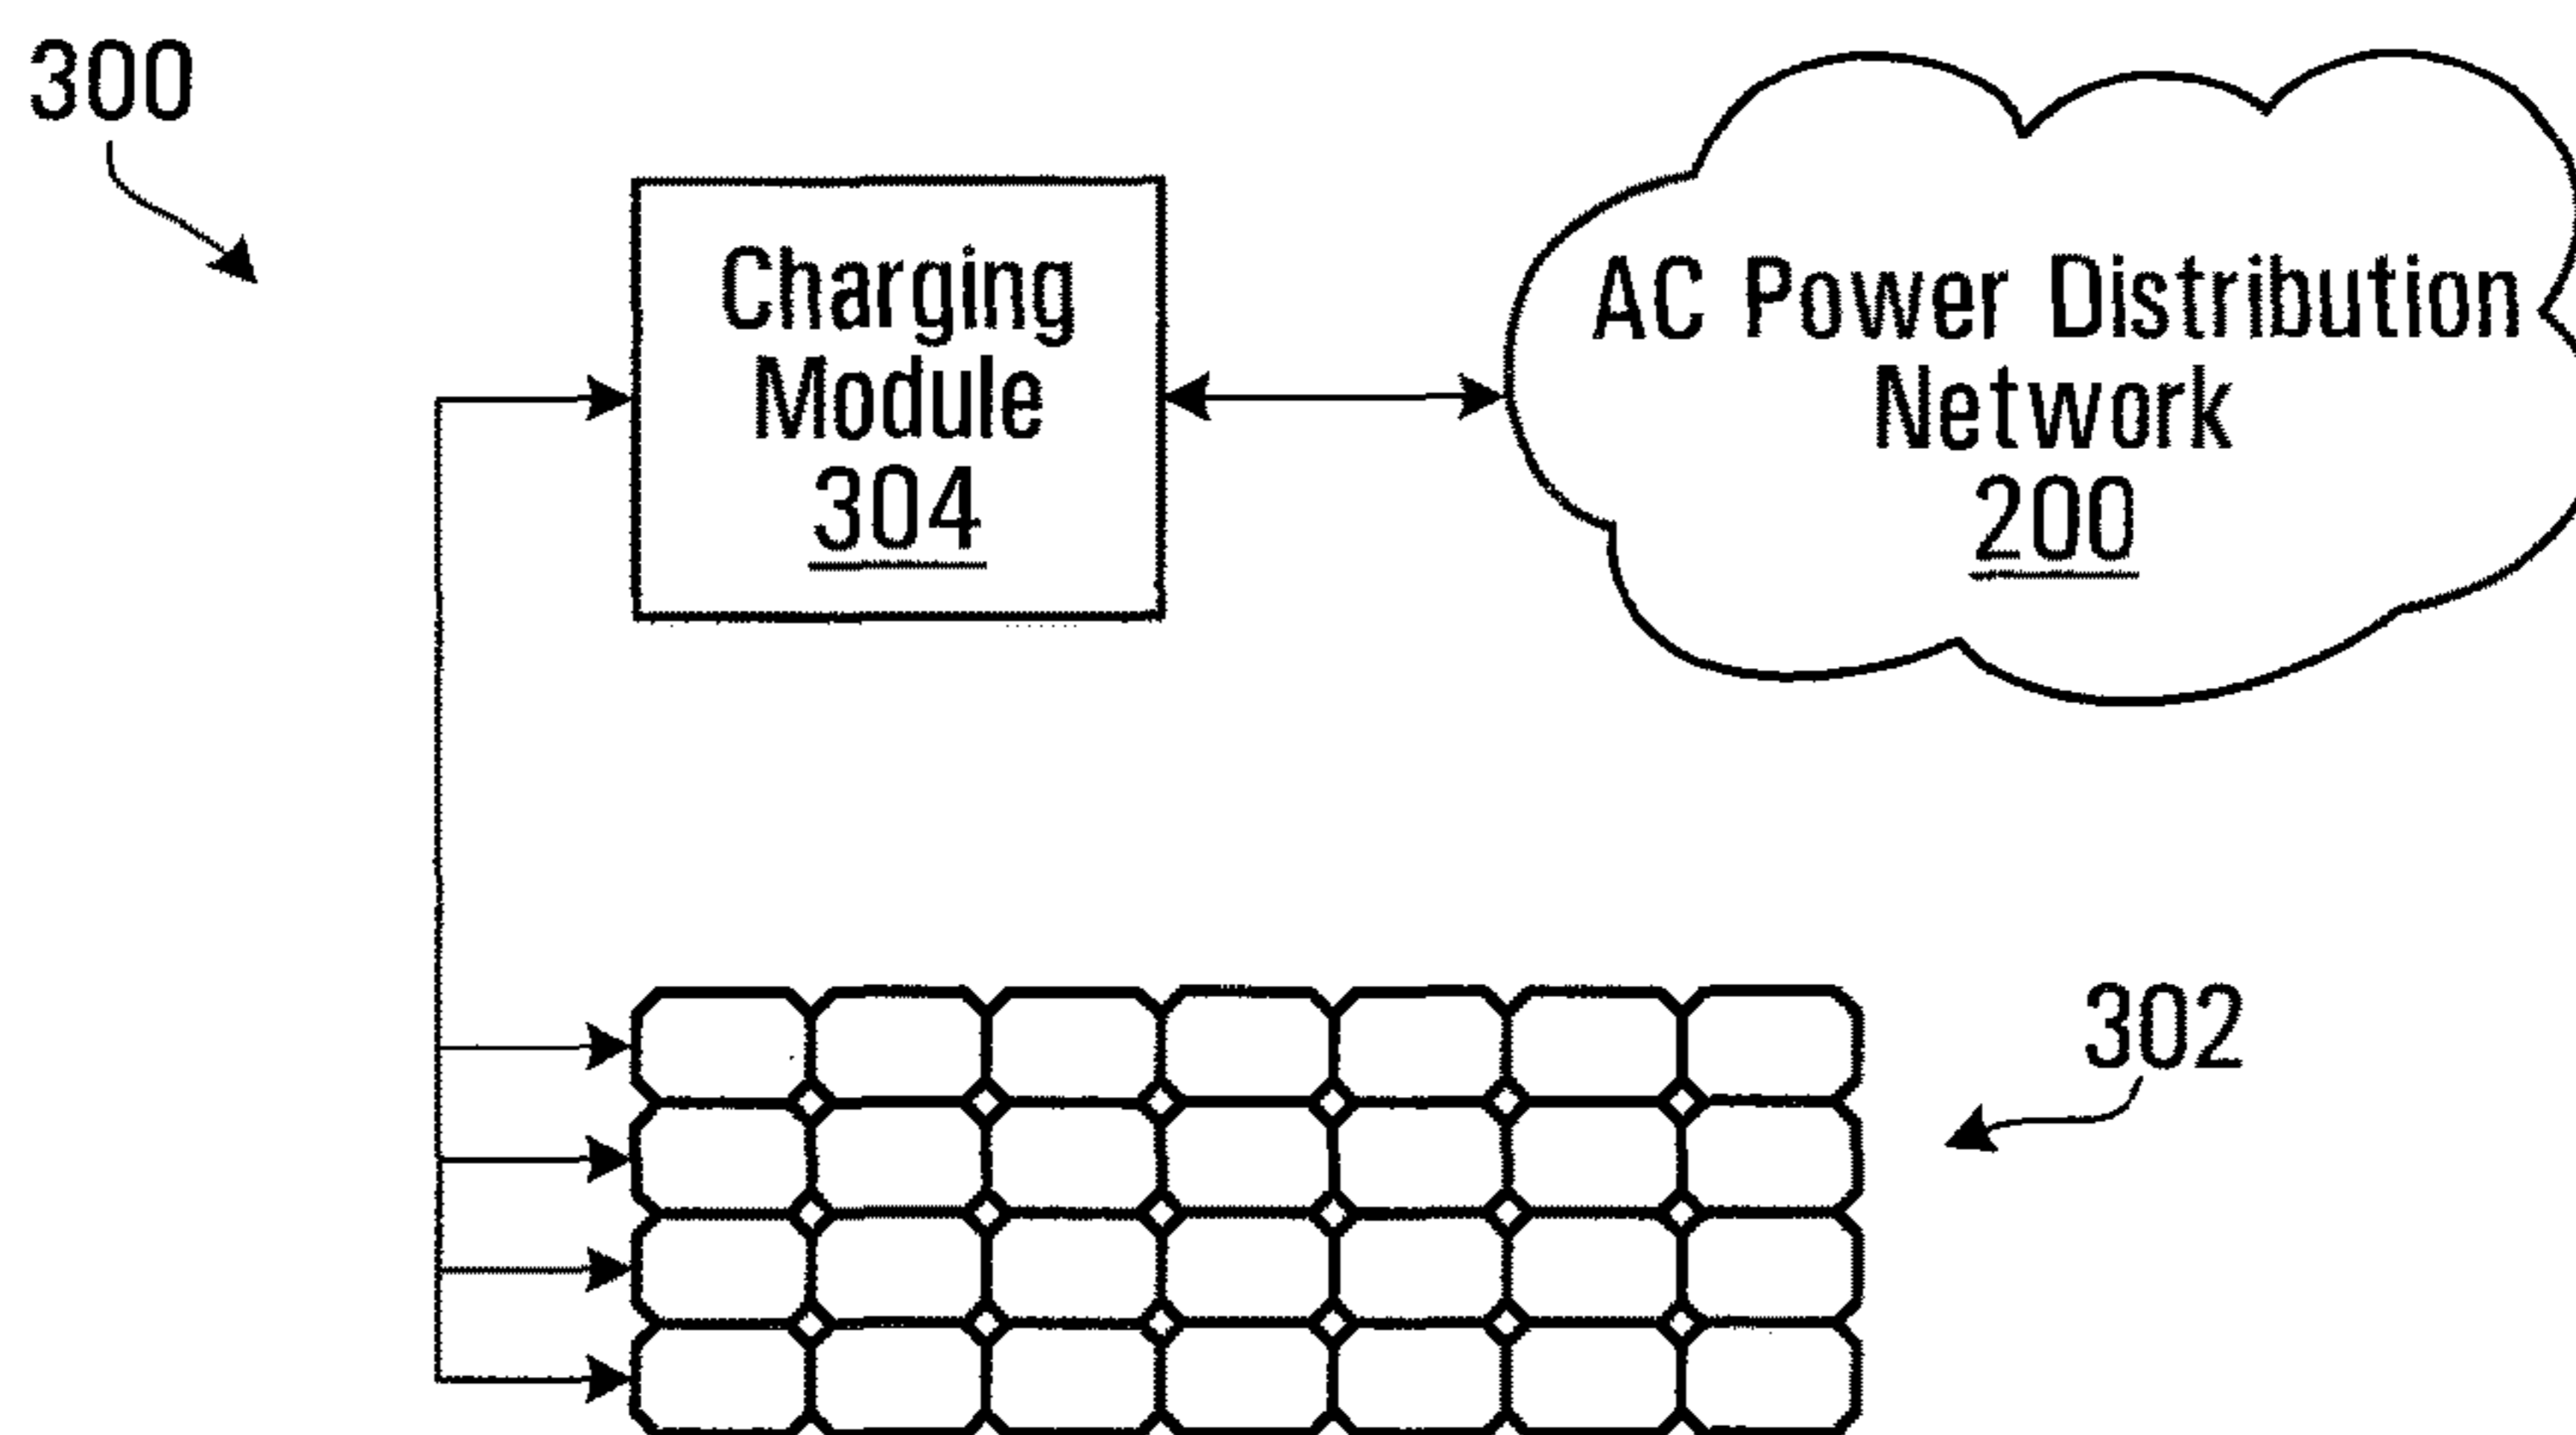 300
Charging
Module
304
AC Power Distribution
Network
200
302